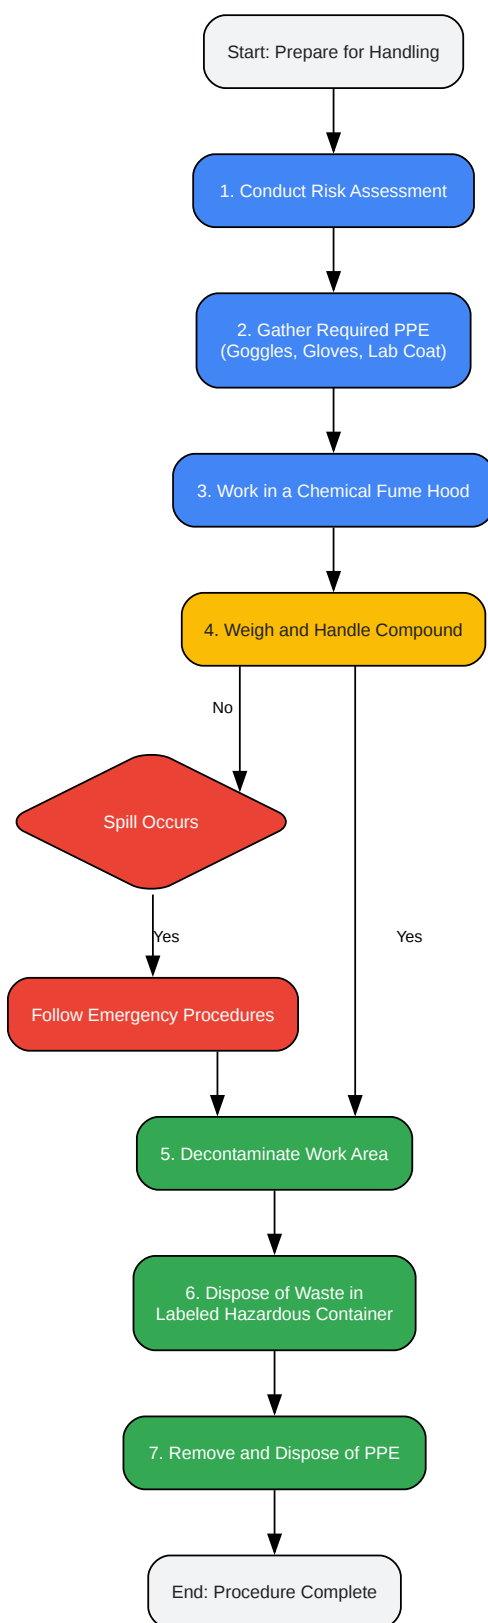 Start: Prepare for Handling
1. Conduct Risk Assessment
2. Gather Required PPE
(Goggles, Gloves, Lab Coat)
3. Work in a Chemical Fume Hood
4. Weigh and Handle Compound
No
Spill Occurs
Yes
Yes
Follow Emergency Procedures
5. Decontaminate Work Area
6. Dispose of Waste in
Labeled Hazardous Container
7. Remove and Dispose of PPE
End: Procedure Complete